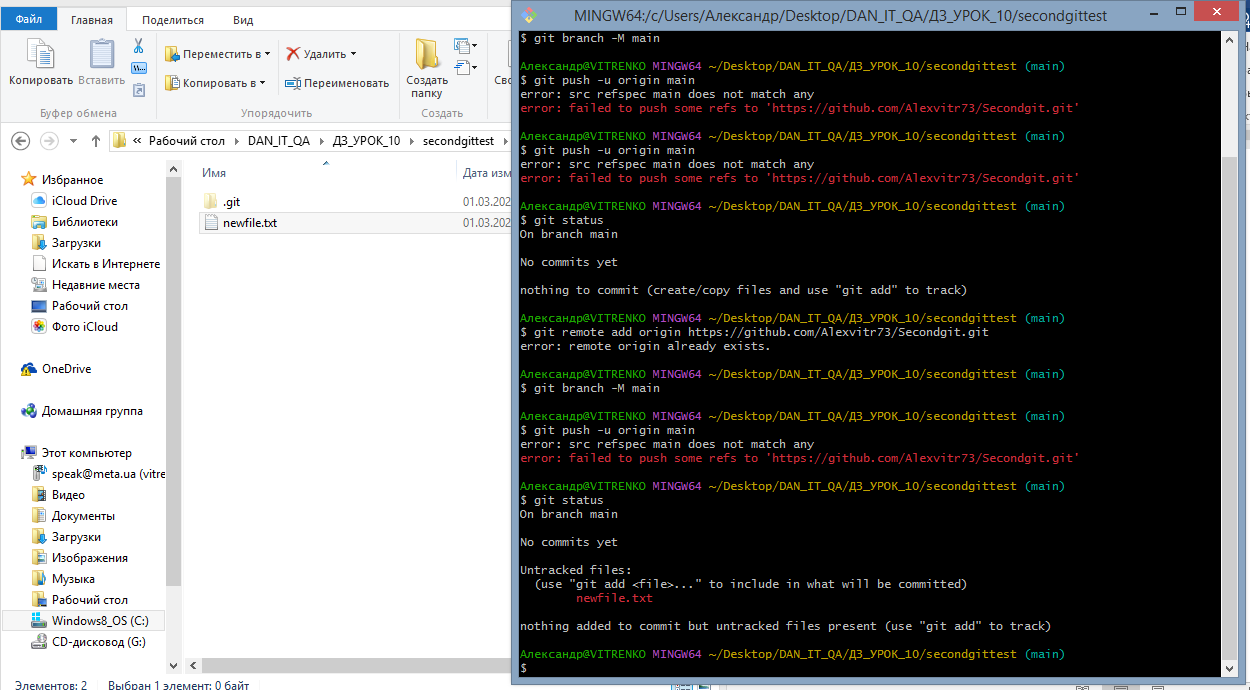 Файл
Главная
Поделиться
Вид
Копировать
Вставить
Переместить в
Копировать в
Удалить
Переименовать
Создать
папку
Буфер обмена
Упорядочить
Создать
« Рабочий стол
DAN_IT_QA
ДЗ_УРОК_10
secondgittest
Избранное
iCloud Drive
Библиотеки
Загрузки
Искать в Интернете
Недавние места
Рабочий стол
Фото iCloud
OneDrive
Домашняя группа
Этот компьютер
speak@meta.ua (vitre
Видео
Документы
Загрузки
Изображения
Музыка
Рабочий стол
Windows8_OS (C:)
CD-дисковод (G:)
Имя
Дата изм
.git
01.03.202
newfile.txt
01.03.202
Элементов: 2
Выбран 1 элемент: 0 байт
MINGW64:/c/Users/Александр/Desktop/DAN_IT_QA/ДЗ_УРОК_10/secondgittest
$ git branch -M main
Александр@VITRENKO MINGW64 ~/Desktop/DAN_IT_QA/ДЗ_УРОК_10/secondgittest (main)
$ git push -u origin main
error: src refspec main does not match any
error: failed to push some refs to 'https://github.com/Alexvitr73/Secondgit.git'
Александр@VITRENKO MINGW64 ~/Desktop/DAN_IT_QA/ДЗ_УРОК_10/secondgittest (main)
$ git push -u origin main
error: src refspec main does not match any
error: failed to push some refs to 'https://github.com/Alexvitr73/Secondgit.git'
Александр@VITRENKO MINGW64 ~/Desktop/DAN_IT_QA/ДЗ_УРОК_10/secondgittest (main)
$ git status
On branch main
No commits yet
nothing to commit (create/copy files and use "git add" to track)
Александр@VITRENKO MINGW64 ~/Desktop/DAN_IT_QA/ДЗ_УРОК_10/secondgittest (main)
$ git remote add origin https://github.com/Alexvitr73/Secondgit.git
error: remote origin already exists.
Александр@VITRENKO MINGW64 ~/Desktop/DAN_IT_QA/ДЗ_УРОК_10/secondgittest (main)
$ git branch -M main
Александр@VITRENKO MINGW64 ~/Desktop/DAN_IT_QA/ДЗ_УРОК_10/secondgittest (main)
$ git push -u origin main
error: src refspec main does not match any
error: failed to push some refs to 'https://github.com/Alexvitr73/Secondgit.git'
Александр@VITRENKO MINGW64 ~/Desktop/DAN_IT_QA/ДЗ_УРОК_10/secondgittest (main)
$ git status
On branch main
No commits yet
Untracked files:
(use "git add <file>..." to include in what will be committed)
newfile.txt
nothing added to commit but untracked files present (use "git add" to track)
Александр@VITRENKO MINGW64 ~/Desktop/DAN_IT_QA/ДЗ_УРОК_10/secondgittest (main)
$